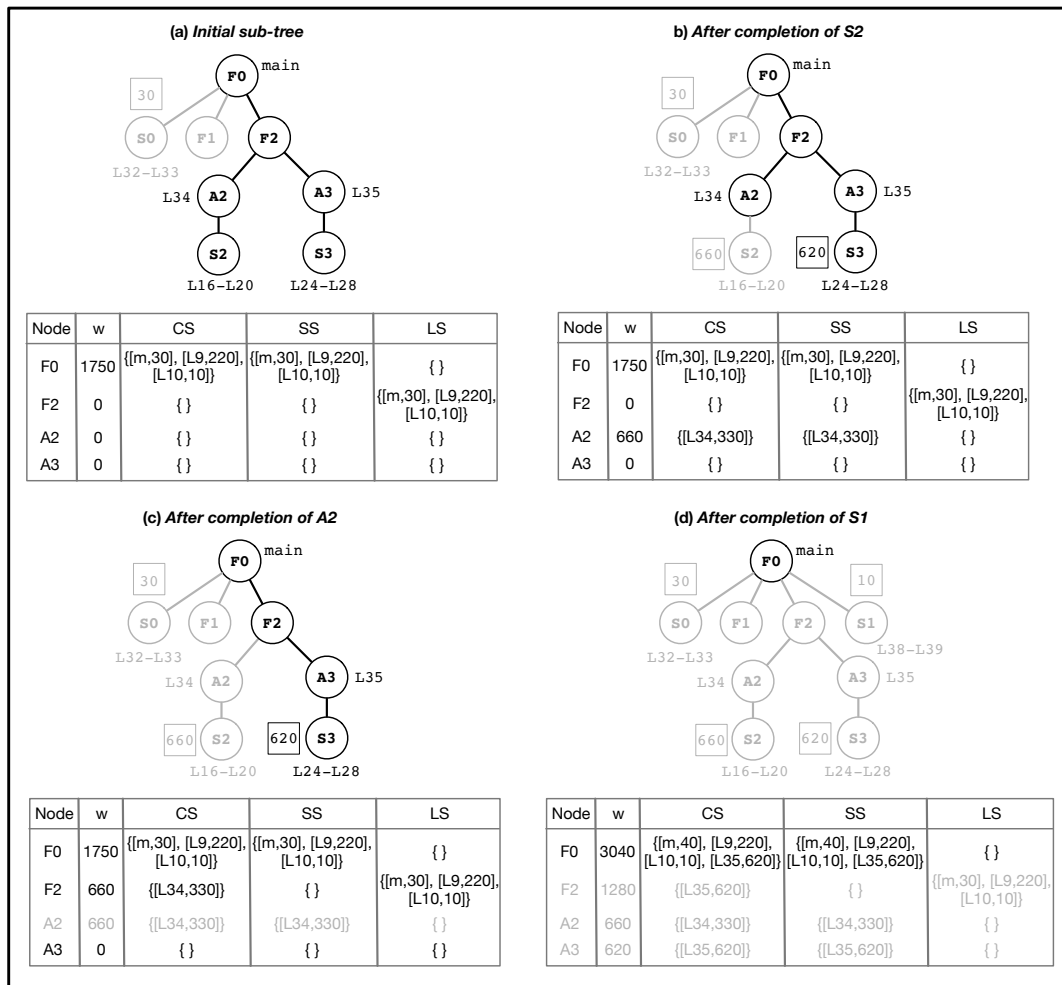 (a) Initial sub-tree
F0
main
30
S0
F1
F2
L32-L33
L34
A2
A3
L35
S2
S3
L16-L20
L24-L28
Node w CS SS LS
F0 1750 {[m,30], [L9,220], [L10,10]} {[m,30], [L9,220], [L10,10]} { }
F2 0 { } { } {[m,30], [L9,220], [L10,10]}
A2 0 { } { } { }
A3 0 { } { } { }
b) After completion of S2
F0
main
30
S0
F1
F2
L32-L33
L34
A2
A3
L35
660
S2
620
S3
L16-L20
L24-L28
Node w CS SS LS
F0 1750 {[m,30], [L9,220], [L10,10]} {[m,30], [L9,220], [L10,10]} { }
F2 0 { } { } {[m,30], [L9,220], [L10,10]}
A2 660 {[L34,330]} {[L34,330]} { }
A3 0 { } { } { }
(c) After completion of A2
F0
main
30
S0
F1
F2
L32-L33
L34
A2
A3
L35
660
S2
620
S3
L16-L20
L24-L28
Node w CS SS LS
F0 1750 {[m,30], [L9,220], [L10,10]} {[m,30], [L9,220], [L10,10]} { }
F2 660 {[L34,330]} { } {[m,30], [L9,220], [L10,10]}
A2 660 {[L34,330]} {[L34,330]} { }
A3 0 { } { } { }
(d) After completion of S1
F0
main
30
10
S0
F1
F2
S1
L32-L33
L38-L39
L34
A2
A3
L35
660
S2
620
S3
L16-L20
L24-L28
Node w CS SS LS
F0 3040 {[m,40], [L9,220], [L10,10], [L35,620]} {[m,40], [L9,220], [L10,10], [L35,620]} { }
F2 1280 {[L35,620]} { } {[m,30], [L9,220], [L10,10]}
A2 660 {[L34,330]} {[L34,330]} { }
A3 620 {[L35,620]} {[L35,620]} { }